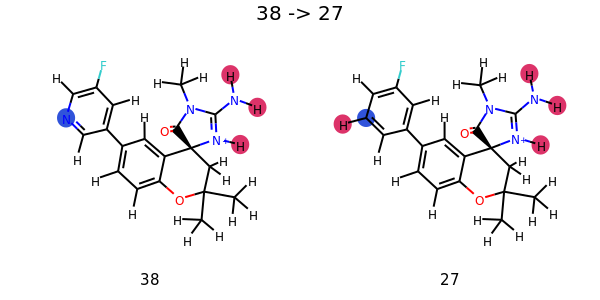 38 -> 27
F F
H H H H H H H H
H H H N H H H H H N H
N N H H N H
O N+ H O N+ H
H H H H
H H H H
H O H H O H
H H H H H H
H H H H
38 27